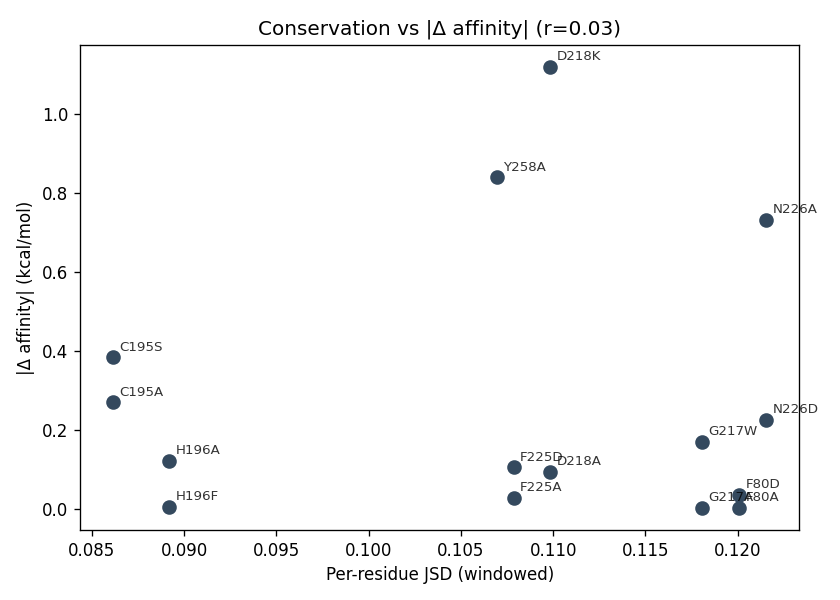 Conservation vs |Δ affinity| (r=0.03)
D218K
1.0
Y258A
0.8
N226A
|Δ affinity| (kcal/mol)
0.6
0.4
C195S
C195A
N226D
0.2
G217W
H196A
F225D
D218A
F80D
F225A
H196F
G217A
F80A
0.0
0.085
0.090
0.095
0.100
0.105
0.110
0.115
0.120
Per-residue JSD (windowed)